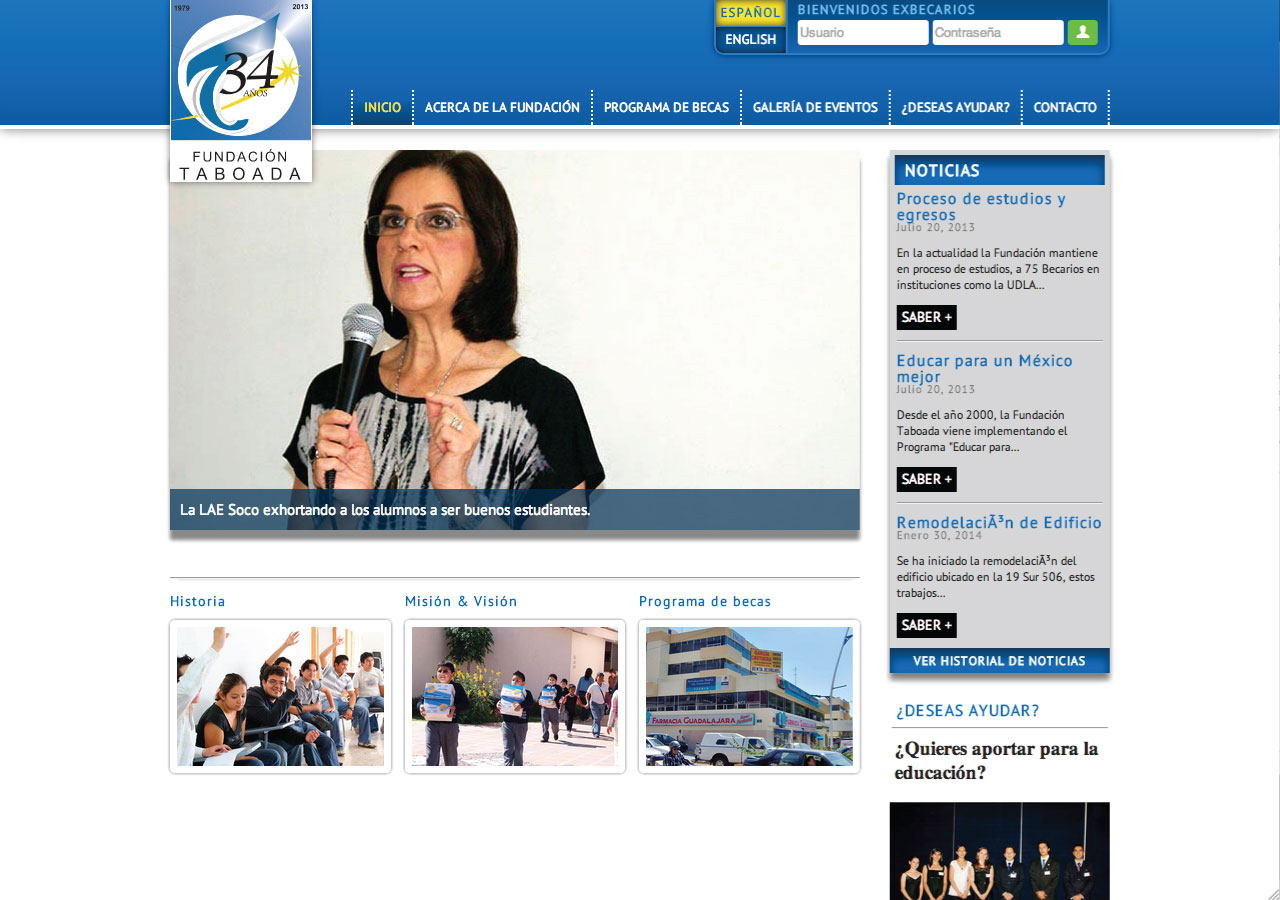 1979
2013
34
AÑOS
FUNDACIÓN
TABOADA
ESPAÑOL
ENGLISH
BIENVENIDOS EXBECARIOS
Usuario
Contraseña
INICIO
ACERCA DE LA FUNDACIÓN
PROGRAMA DE BECAS
GALERÍA DE EVENTOS
¿DESEAS AYUDAR?
CONTACTO
La LAE Soco exhortando a los alumnos a ser buenos estudiantes.
Historia
Misión & Visión
Programa de becas
FARMACIA GUADALAJARA
NOTICIAS
Proceso de estudios y
egresos
Julio 20, 2013
En la actualidad la Fundación mantiene
en proceso de estudios, a 75 Becarios en
instituciones como la UDLA...
SABER +
Educar para un México
mejor
Julio 20, 2013
Desde el año 2000, la Fundación
Taboada viene implementando el
Programa "Educar para...
SABER +
RemodelaciÃ³n de Edificio
Enero 30, 2014
Se ha iniciado la remodelaciÃ³n del
edificio ubicado en la 19 Sur 506, estos
trabajos...
SABER +
VER HISTORIAL DE NOTICIAS
¿DESEAS AYUDAR?
¿Quieres aportar para la
educación?